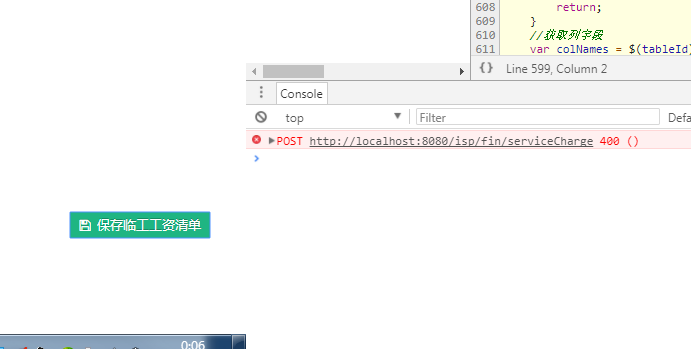 608 return;
609 }
610 //获取列字段
611 var colNames = $(tableId)
{} Line 599, Column 2
Console
top Filter Defa
POST http://localhost:8080/isp/fin/serviceCharge 400 ()
保存临工工资清单
0:06